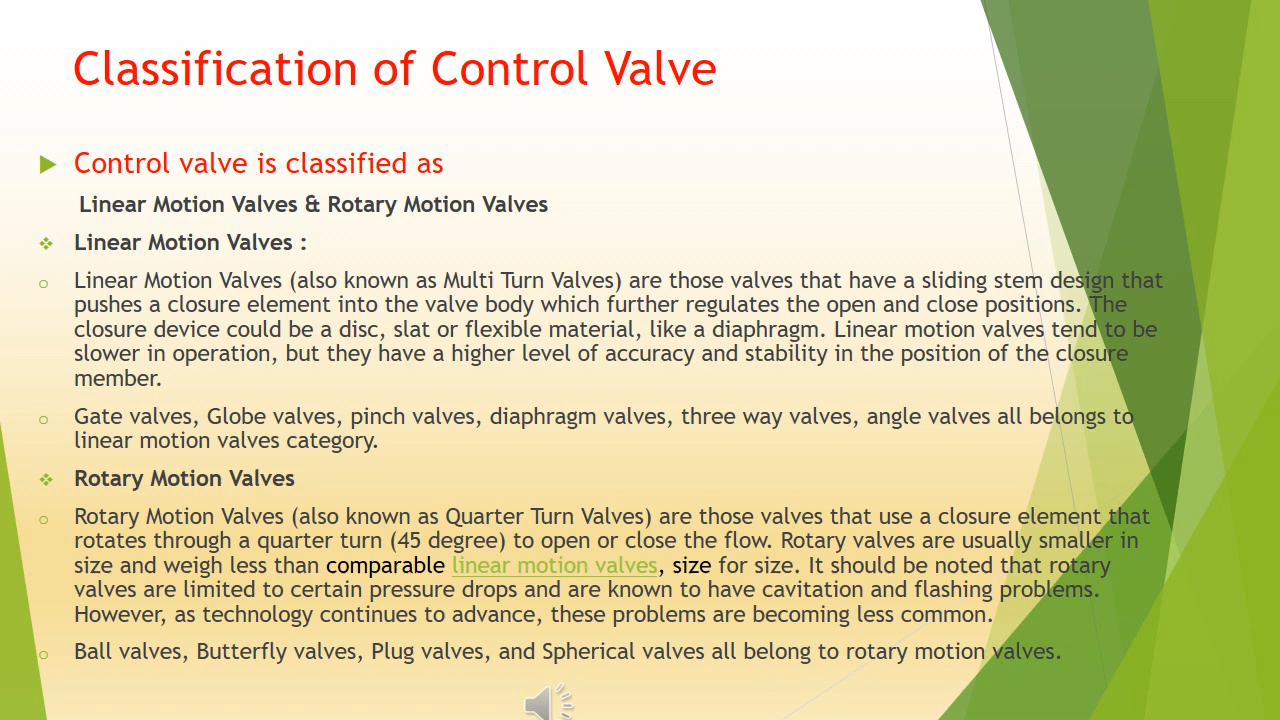 Classification of Control Valve
Control valve is classified as
Linear Motion Valves & Rotary Motion Valves
Linear Motion Valves :
Linear Motion Valves (also known as Multi Turn Valves) are those valves that have a sliding stem design that
pushes a closure element into the valve body which further regulates the open and close positions. The
closure device could be a disc, slat or flexible material, like a diaphragm. Linear motion valves tend to be
slower in operation, but they have a higher level of accuracy and stability in the position of the closure
member.
Gate valves, Globe valves, pinch valves, diaphragm valves, three way valves, angle valves all belongs to
linear motion valves category.
Rotary Motion Valves
Rotary Motion Valves (also known as Quarter Turn Valves) are those valves that use a closure element that
rotates through a quarter turn (45 degree) to open or close the flow. Rotary valves are usually smaller in
size and weigh less than comparable linear motion valves, size for size. It should be noted that rotary
valves are limited to certain pressure drops and are known to have cavitation and flashing problems.
However, as technology continues to advance, these problems are becoming less common.
Ball valves, Butterfly valves, Plug valves, and Spherical valves all belong to rotary motion valves.